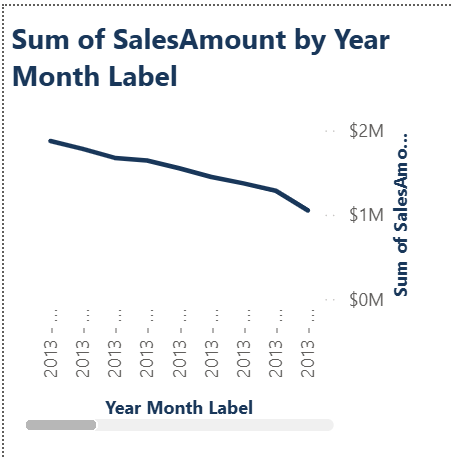 Sum of SalesAmount by Year
Month Label
$2M
$1M
$0M
Sum of SalesAmo...
2013 - ...
2013 - ...
2013 - ...
2013 - ...
2013 - ...
2013 - ...
2013 - ...
2013 - ...
2013 - ...
Year Month Label